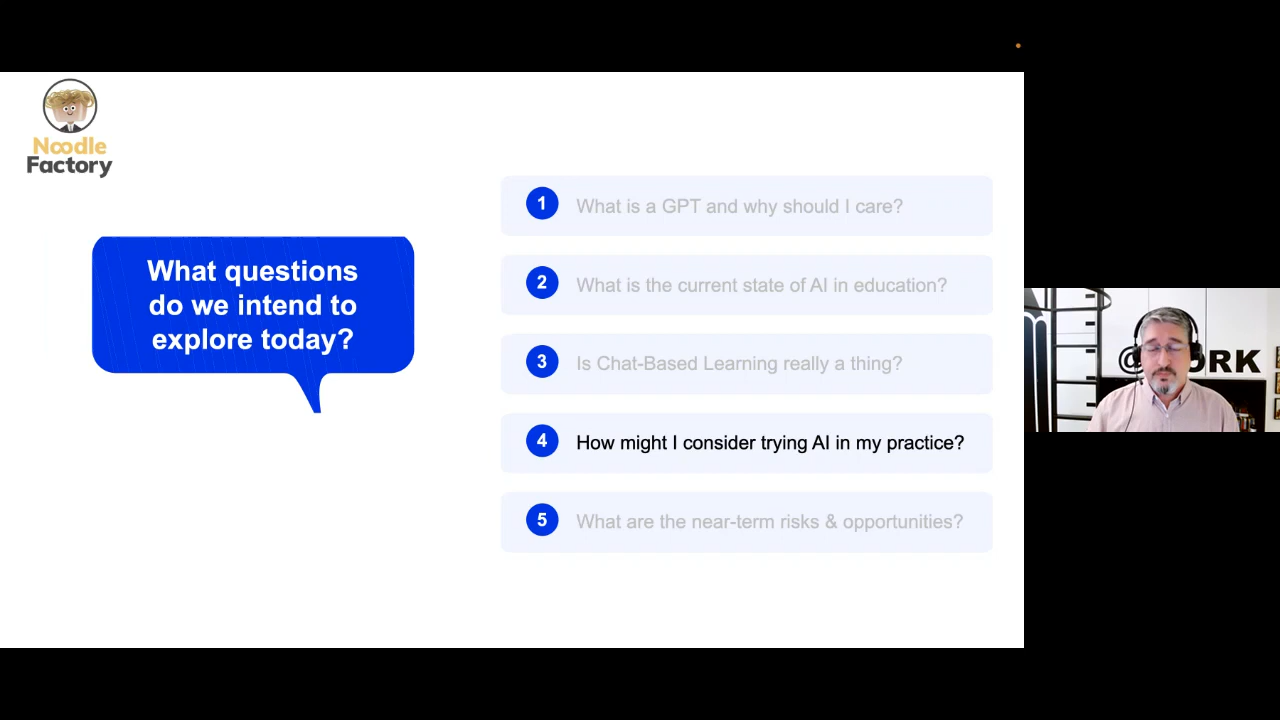 Noodle
Factory
What questions
do we intend to
explore today?
1 What is a GPT and why should I care?
2 What is the current state of AI in education?
3 Is Chat-Based Learning really a thing?
4 How might I consider trying AI in my practice?
5 What are the near-term risks & opportunities?